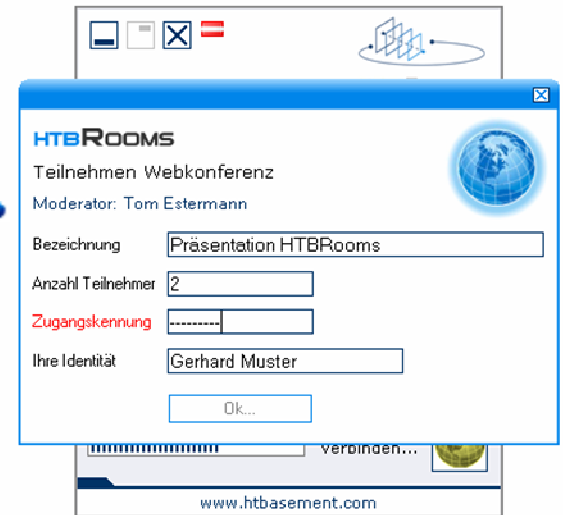 HTBROOMS
Teilnehmen Webkonferenz
Moderator: Tom Estermann
Bezeichnung Präsentation HTBRooms
Anzahl Teilnehmer 2
Zugangskennung ---------
Ihre Identität Gerhard Muster
Ok...
Verbinden...
www.htbasement.com